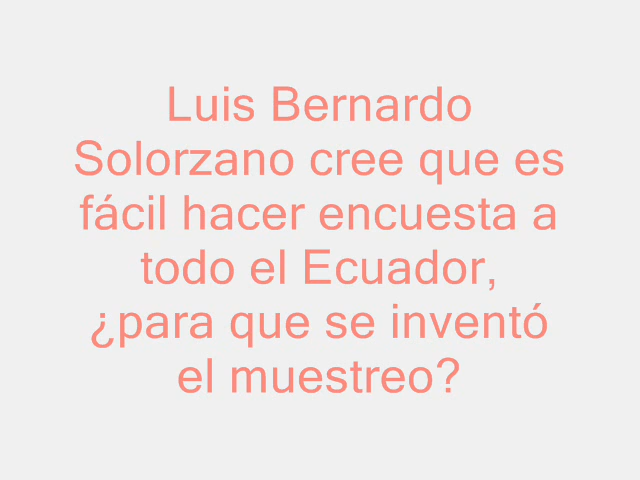 Luis Bernardo
Solorzano cree que es
fácil hacer encuesta a
todo el Ecuador,
¿para que se inventó
el muestreo?